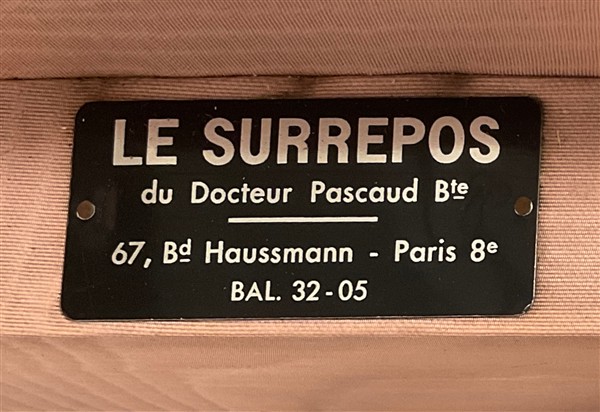 LE SURREPOS
du Docteur Pascaud Bte
67, Bd Haussmann - Paris 8e
BAL. 32-05